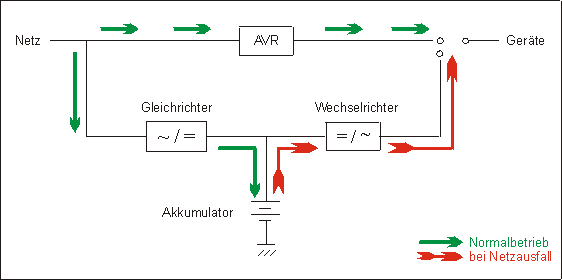 Netz
AVR
Geräte
Gleichrichter
Wechselrichter
~ / =
= / ~
Akkumulator
Normalbetrieb
bei Netzausfall